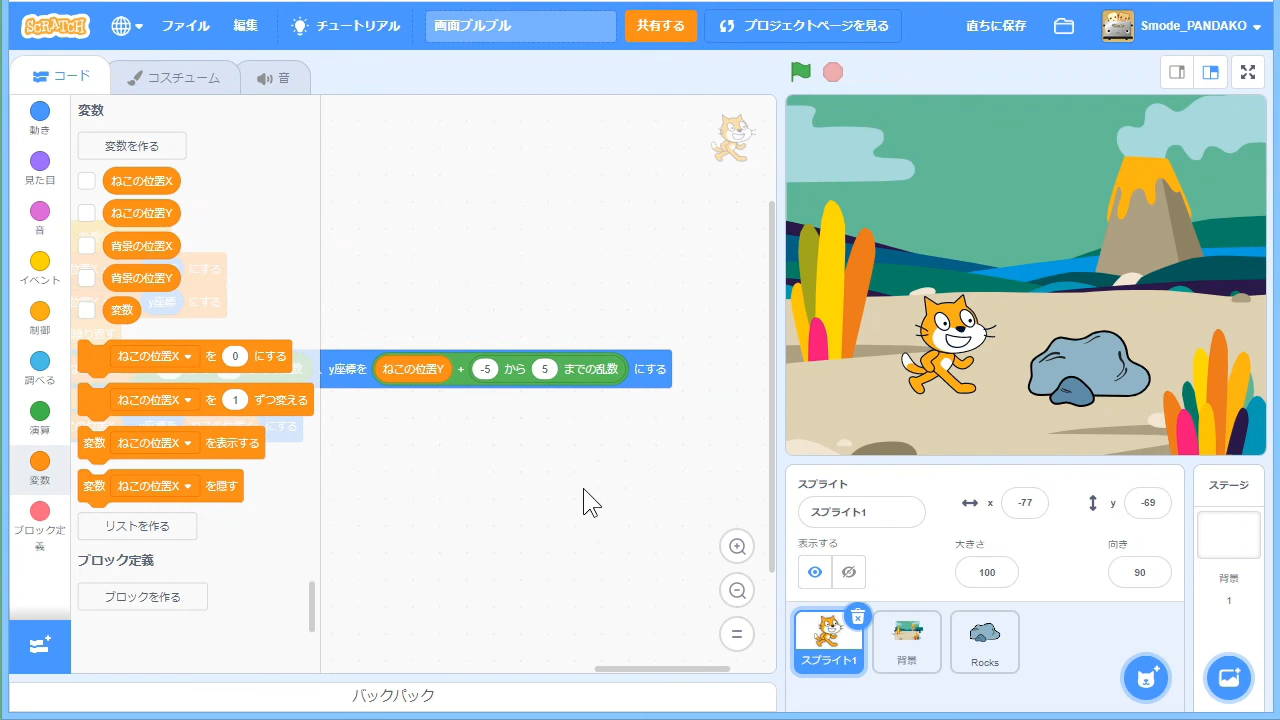 SCRATCH
ファイル 編集 チュートリアル 画面ブルブル 共有する プロジェクトページを見る 直ちに保存 Smode_PANDAKO
コード コスチューム 音
動き
見た目
音
イベント
制御
調べる
演算
変数
ブロック定義
変数
変数を作る
ねこの位置X
ねこの位置Y
背景の位置X
背景の位置Y
変数
ねこの位置X を 0 にする
ねこの位置X を 1 ずつ変える
変数 ねこの位置X を表示する
変数 ねこの位置X を隠す
リストを作る
ブロック定義
ブロックを作る
にする
y座標 にする
にする
、y座標を ねこの位置Y + -5 から 5 までの乱数 にする
バックパック
スプライト
スプライト1
x -77 y -69
表示する 大きさ 向き
100 90
スプライト1 背景 Rocks
ステージ
背景
1